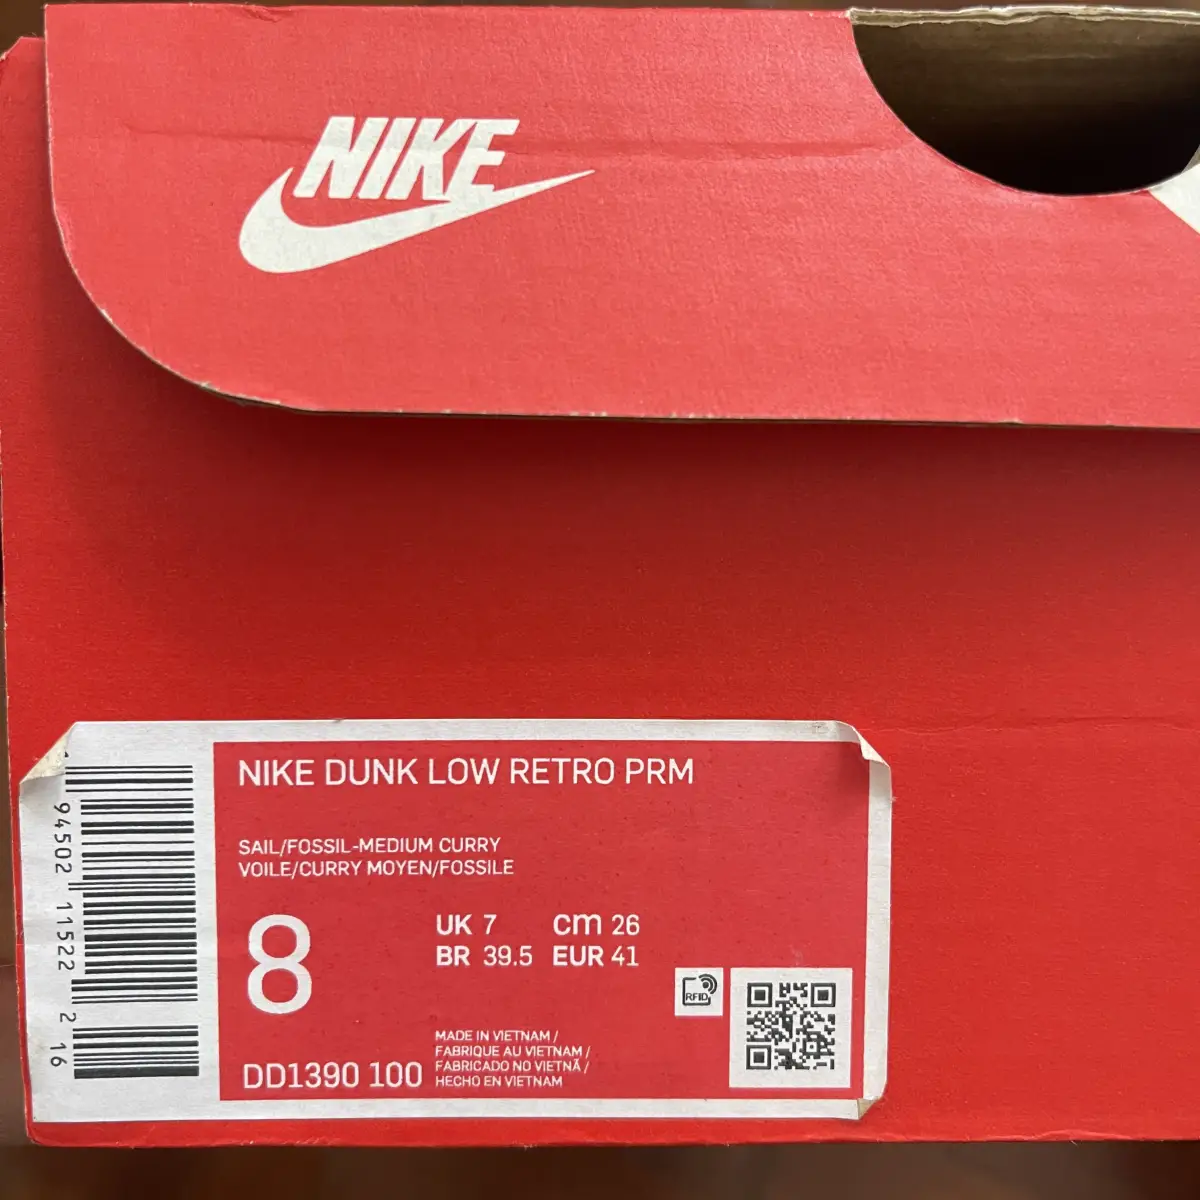 NIKE
NIKE DUNK LOW RETRO PRM
SAIL/FOSSIL-MEDIUM CURRY
VOILE/CURRY MOYEN/FOSSILE
8
UK 7 cm 26
BR 39.5 EUR 41
RFID
MADE IN VIETNAM /
FABRIQUE AU VIETNAM /
FABRICADO NO VIETNÃ /
HECHO EN VIETNAM
DD1390 100
94502 11522 2 16